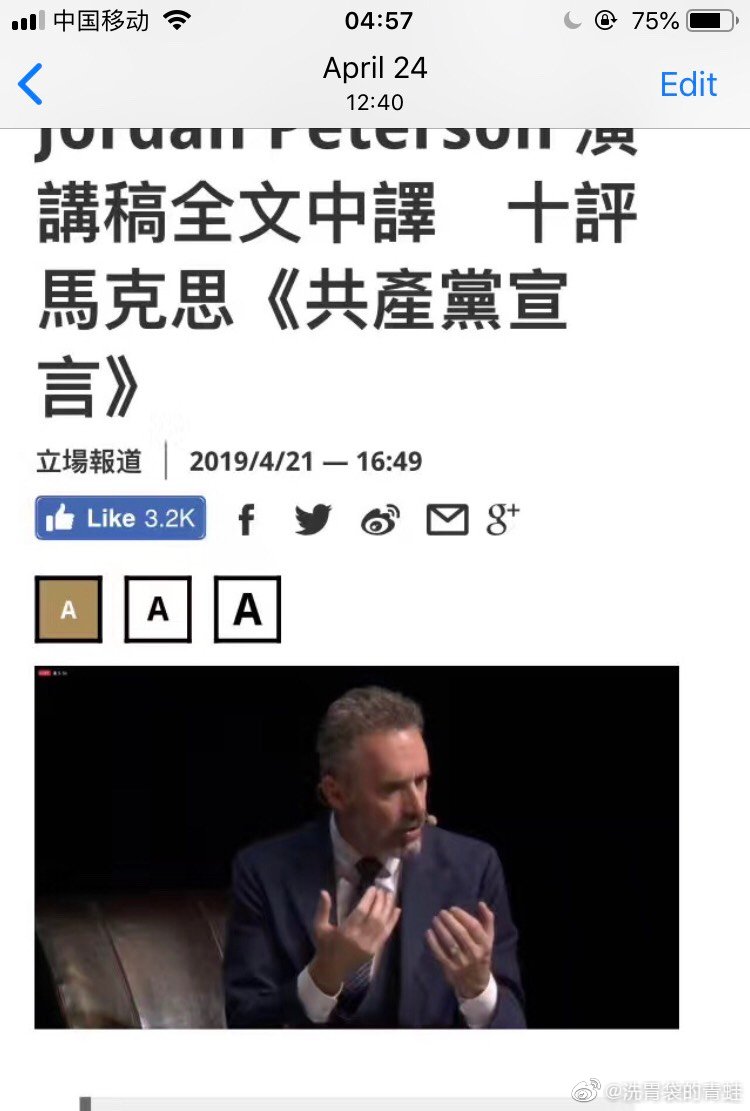 中国移动
04:57
75%
April 24
12:40
Edit
Jordan Peterson 演
講稿全文中譯　十評
馬克思《共產黨宣
言》
立場報道 | 2019/4/21 — 16:49
Like 3.2K
f
g+
A A A
@洗胃袋的青蛙